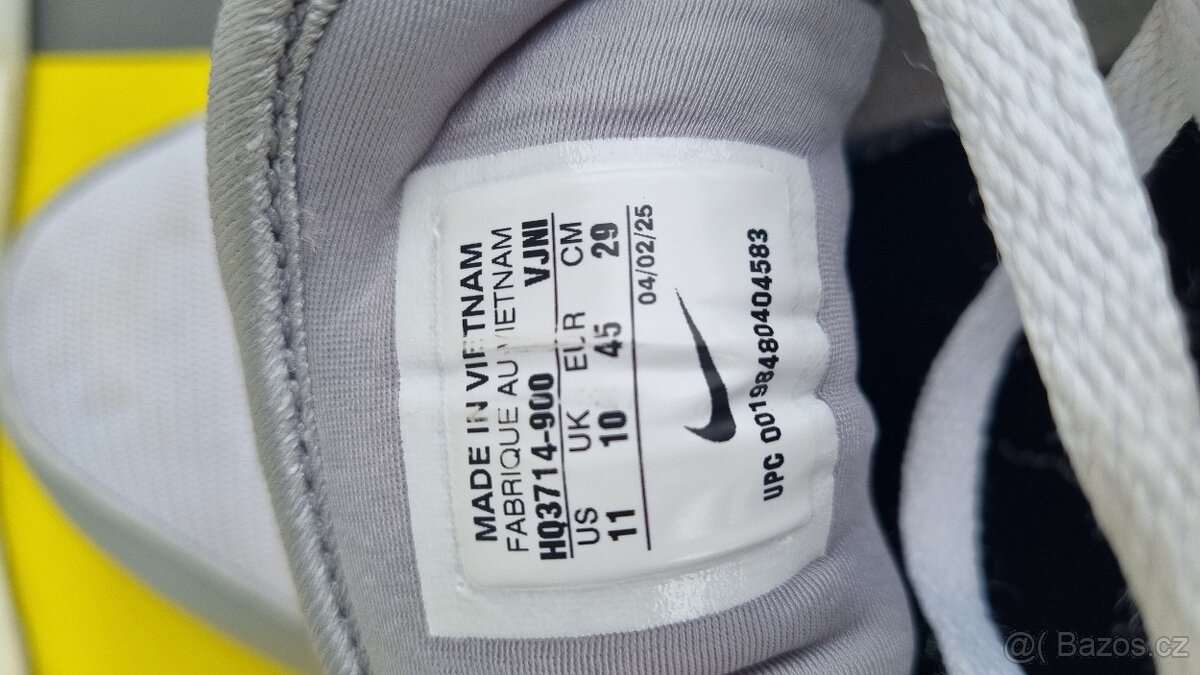 MADE IN VIETNAM
FABRIQUE AU VIETNAM
HQ3714-900 VJNI
US UK EUR CM
11 10 45 29
04/02/25
UPC 00198480404583
@( Bazos.cz